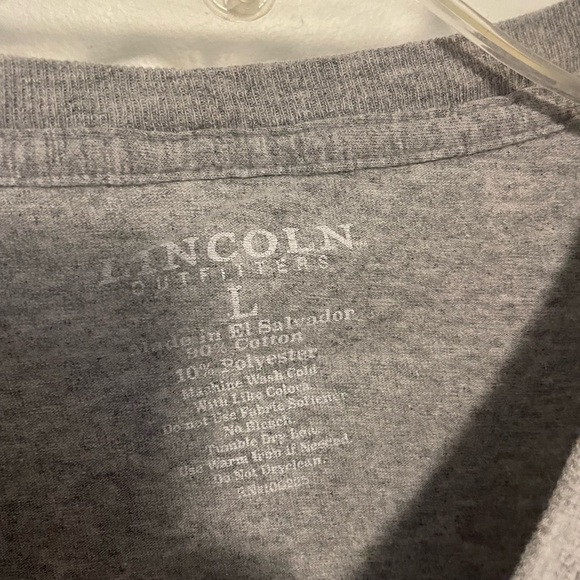 LINCOLN
OUTFITTERS
L
Made in El Salvador
90% Cotton
10% Polyester
Machine Wash Cold
With Like Colors
Do not Use Fabric Softener
No Bleach.
Tumble Dry Low
Use Warm Iron if Needed
Do Not Dryclean.